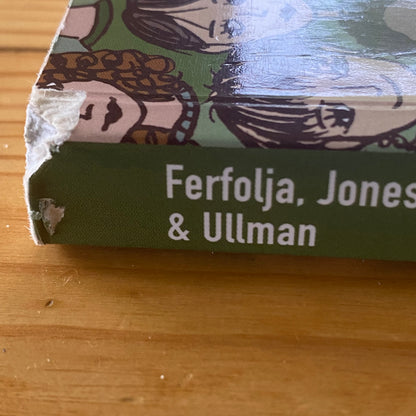 Ferfolja, Jones
& Ullman